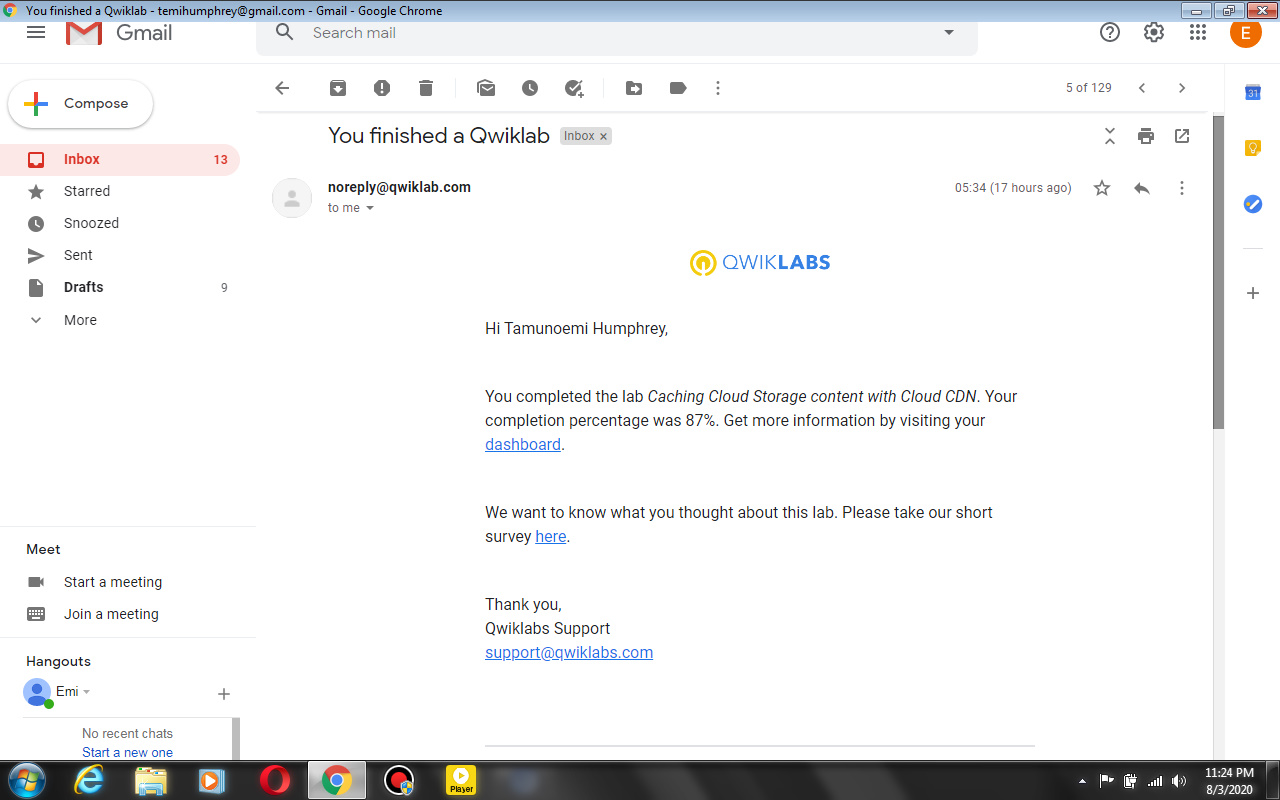 You finished a Qwiklab - temihumphrey@gmail.com - Gmail - Google Chrome
Gmail
Search mail
E
Compose
5 of 129
31
You finished a Qwiklab Inbox x
Inbox 13
Starred
Snoozed
Sent
Drafts 9
More
noreply@qwiklab.com
05:34 (17 hours ago)
to me
QWIKLABS
Hi Tamunoemi Humphrey,
You completed the lab Caching Cloud Storage content with Cloud CDN. Your
completion percentage was 87%. Get more information by visiting your
dashboard.
We want to know what you thought about this lab. Please take our short
survey here.
Thank you,
Qwiklabs Support
support@qwiklabs.com
Meet
Start a meeting
Join a meeting
Hangouts
Emi
No recent chats
Start a new one
Player
11:24 PM
8/3/2020